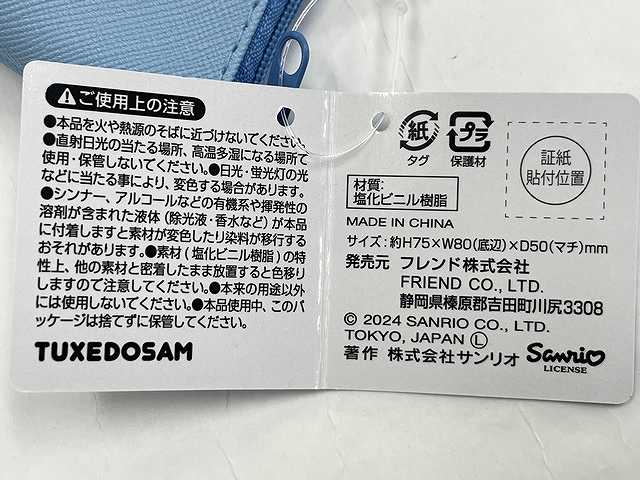 ご使用上の注意
●本品を火や熱源のそばに近づけないでください。
●直射日光の当たる場所、高温多湿になる場所で
使用・保管しないでください。●日光・蛍光灯の光
などに当たる事により、変色する場合があります。
●シンナー、アルコールなどの有機系や揮発性の
溶剤が含まれた液体(除光液・香水など)が本品
に付着しますと素材が変色したり染料が移行する
おそれがあります。●素材(塩化ビニル樹脂)の特
性上、他の素材と密着したまま放置すると色移り
しますので注意してください。●本来の用途以外
には使用しないでください。●本品使用中、このパ
ッケージは捨てずに保管してください。
TUXEDOSAM
紙
タグ
プラ
保護材
証紙
貼付位置
材質:
塩化ビニル樹脂
MADE IN CHINA
サイズ:約H75×W80(底辺)×D50(マチ)mm
発売元 フレンド株式会社
FRIEND CO., LTD.
静岡県榛原郡吉田町川尻3308
© 2024 SANRIO CO., LTD.
TOKYO, JAPAN Ⓛ
著作 株式会社サンリオ
Sanrio
LICENSE